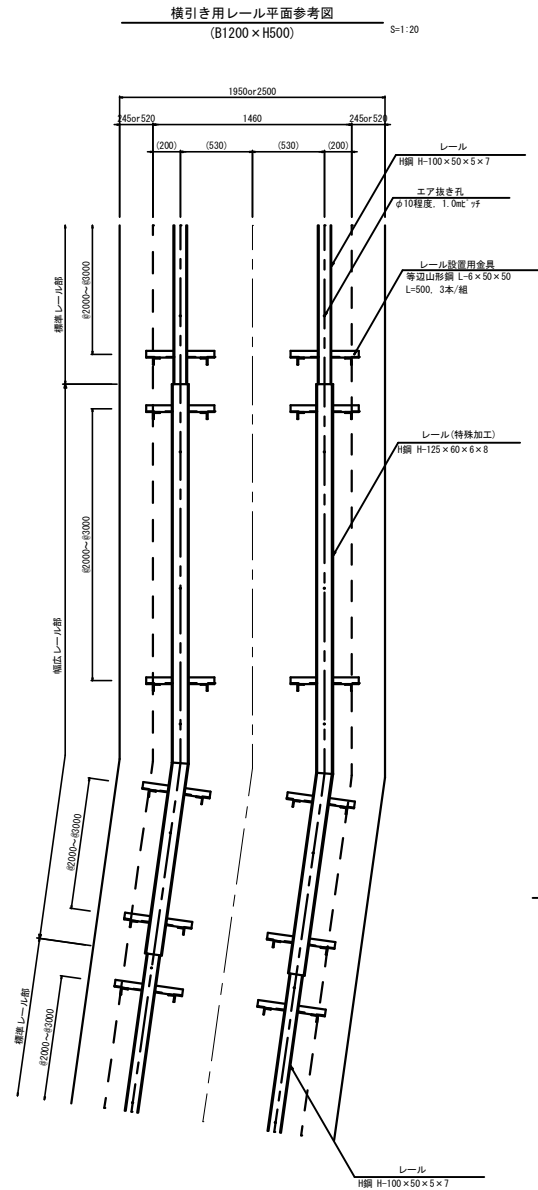 横引き用レール平面参考図
(B1200×H500)
S=1:20
1950or2500
245or520
1460
245or520
(200)
(530)
(530)
(200)
レール
H鋼 H-100×50×5×7
エア抜き孔
φ10程度, 1.0mピッチ
レール設置用金具
等辺山形鋼 L-6×50×50
L=500, 3本/組
標準レール部
@2000~@3000
レール(特殊加工)
H鋼 H-125×60×6×8
@2000~@3000
幅広レール部
@2000~@3000
標準レール部
@2000~@3000
レール
H鋼 H-100×50×5×7